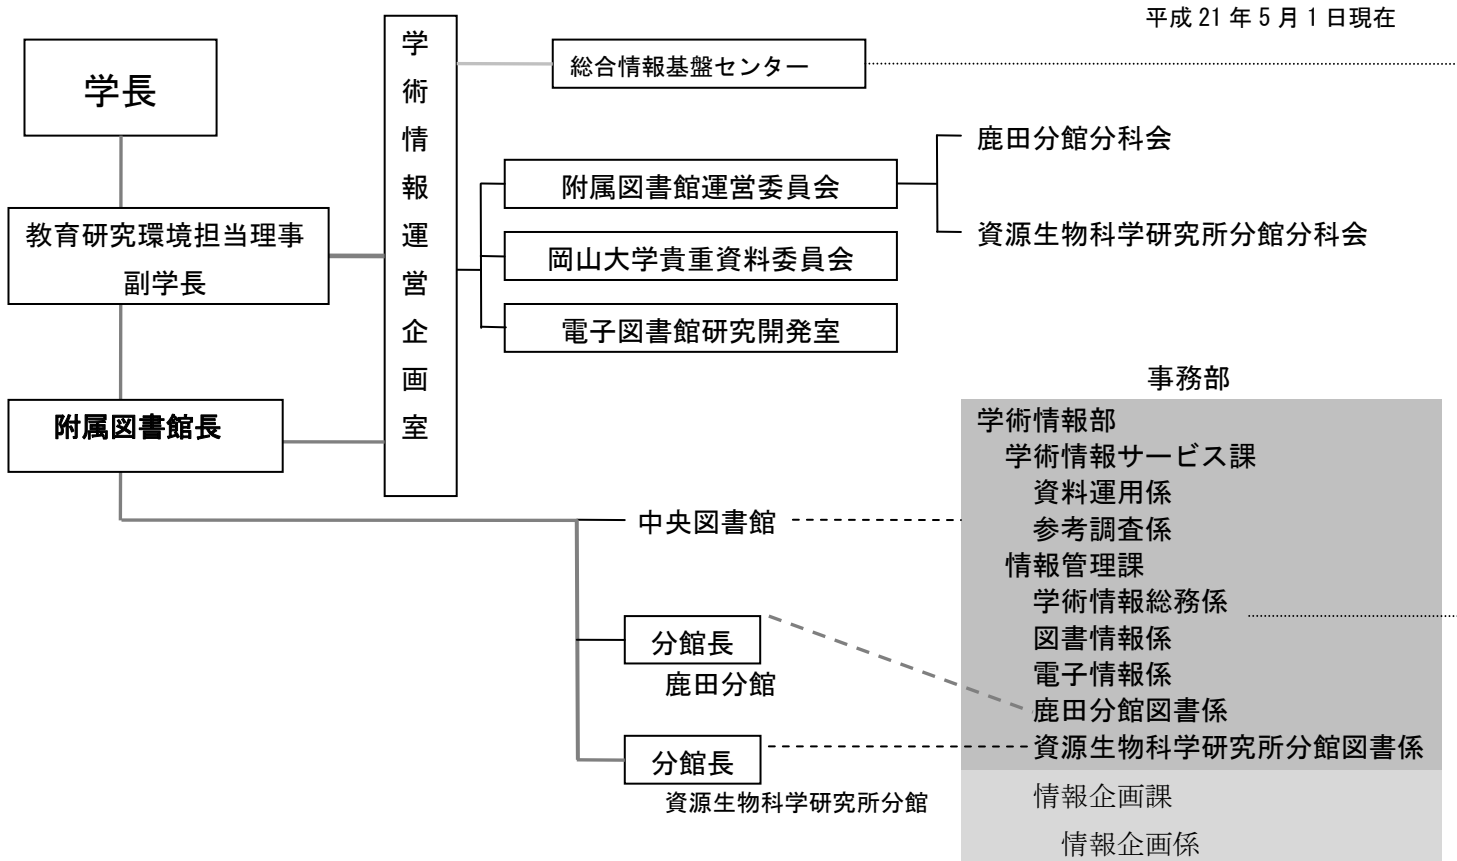 平成 21 年 5 月 1 日現在
学長
学術情報運営企画室
総合情報基盤センター
教育研究環境担当理事
副学長
附属図書館運営委員会
鹿田分館分科会
資源生物科学研究所分館分科会
岡山大学貴重資料委員会
電子図書館研究開発室
附属図書館長
中央図書館
分館長
鹿田分館
分館長
資源生物科学研究所分館
事務部
学術情報部
学術情報サービス課
資料運用係
参考調査係
情報管理課
学術情報総務係
図書情報係
電子情報係
鹿田分館図書係
資源生物科学研究所分館図書係
情報企画課
情報企画係